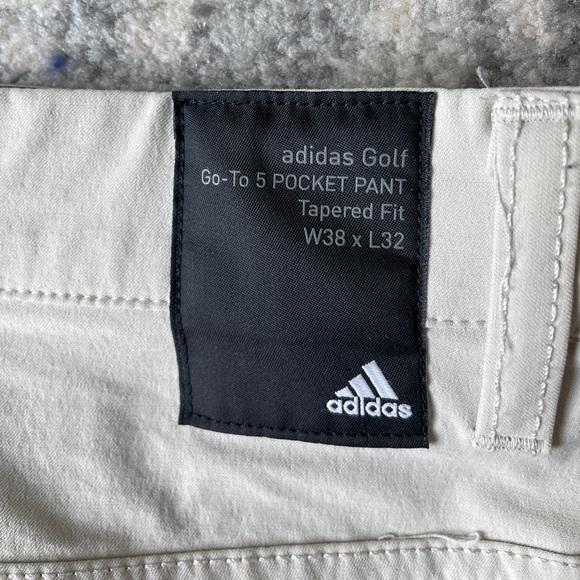 adidas Golf
Go-To 5 POCKET PANT
Tapered Fit
W38 x L32
adidas